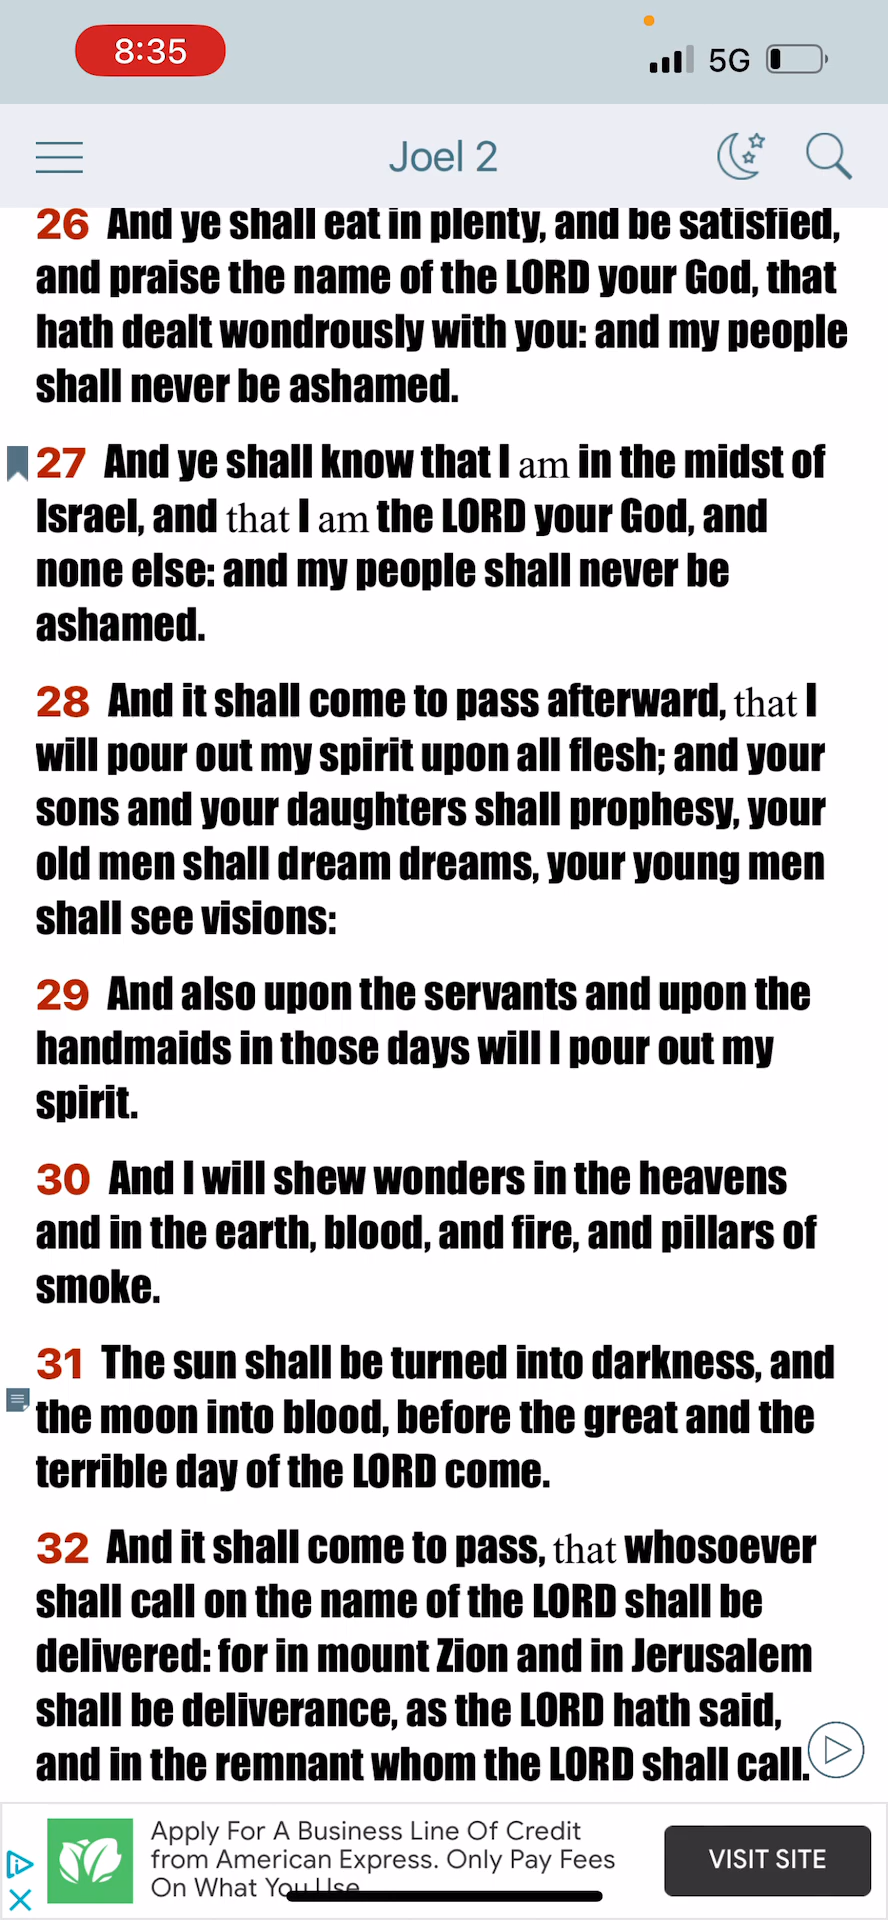 8:35
5G
Joel 2
26 And ye shall eat in plenty, and be satisfied,
and praise the name of the LORD your God, that
hath dealt wondrously with you: and my people
shall never be ashamed.
27 And ye shall know that I am in the midst of
Israel, and that I am the LORD your God, and
none else: and my people shall never be
ashamed.
28 And it shall come to pass afterward, that I
will pour out my spirit upon all flesh; and your
sons and your daughters shall prophesy, your
old men shall dream dreams, your young men
shall see visions:
29 And also upon the servants and upon the
handmaids in those days will I pour out my
spirit.
30 And I will shew wonders in the heavens
and in the earth, blood, and fire, and pillars of
smoke.
31 The sun shall be turned into darkness, and
the moon into blood, before the great and the
terrible day of the LORD come.
32 And it shall come to pass, that whosoever
shall call on the name of the LORD shall be
delivered: for in mount Zion and in Jerusalem
shall be deliverance, as the LORD hath said,
and in the remnant whom the LORD shall call.
Apply For A Business Line Of Credit
from American Express. Only Pay Fees
On What You Use
VISIT SITE